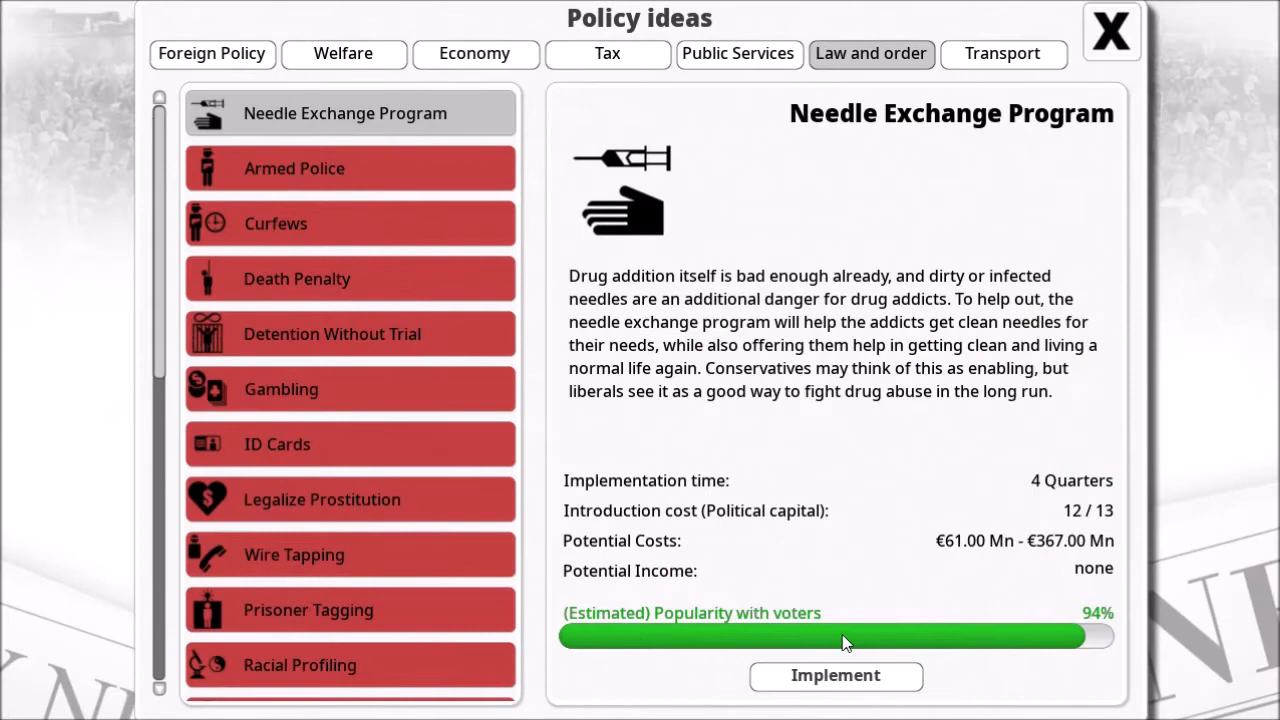 Policy ideas
X
Foreign Policy
Welfare
Economy
Tax
Public Services
Law and order
Transport
Needle Exchange Program
Armed Police
Curfews
Death Penalty
Detention Without Trial
Gambling
ID Cards
Legalize Prostitution
Wire Tapping
Prisoner Tagging
Racial Profiling
Needle Exchange Program
Drug addition itself is bad enough already, and dirty or infected
needles are an additional danger for drug addicts. To help out, the
needle exchange program will help the addicts get clean needles for
their needs, while also offering them help in getting clean and living a
normal life again. Conservatives may think of this as enabling, but
liberals see it as a good way to fight drug abuse in the long run.
Implementation time: 4 Quarters
Introduction cost (Political capital): 12 / 13
Potential Costs: €61.00 Mn - €367.00 Mn
Potential Income: none
(Estimated) Popularity with voters 94%
Implement